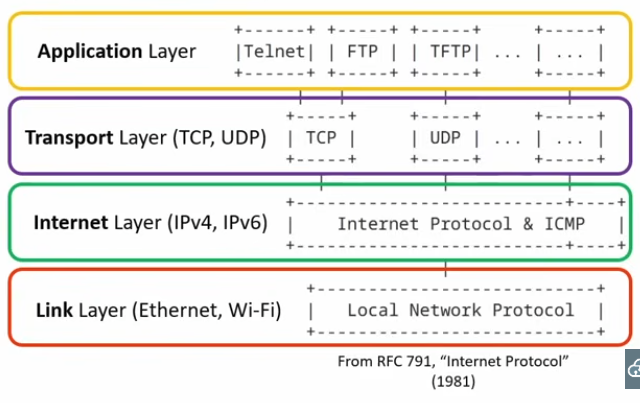 Application Layer
+------+ +-----+ +-----+ +-----+
|Telnet| | FTP | | TFTP| ... | ... |
+------+ +-----+ +-----+ +-----+
| | | |
Transport Layer (TCP, UDP)
+-----+ +-----+ +-----+
| TCP | | UDP | ... | ... |
+-----+ +-----+ +-----+
| | |
Internet Layer (IPv4, IPv6)
+--------------------------+----+
| Internet Protocol & ICMP |
+--------------------------+----+
|
Link Layer (Ethernet, Wi-Fi)
+---------------------------+
| Local Network Protocol |
+---------------------------+
From RFC 791, “Internet Protocol”
(1981)